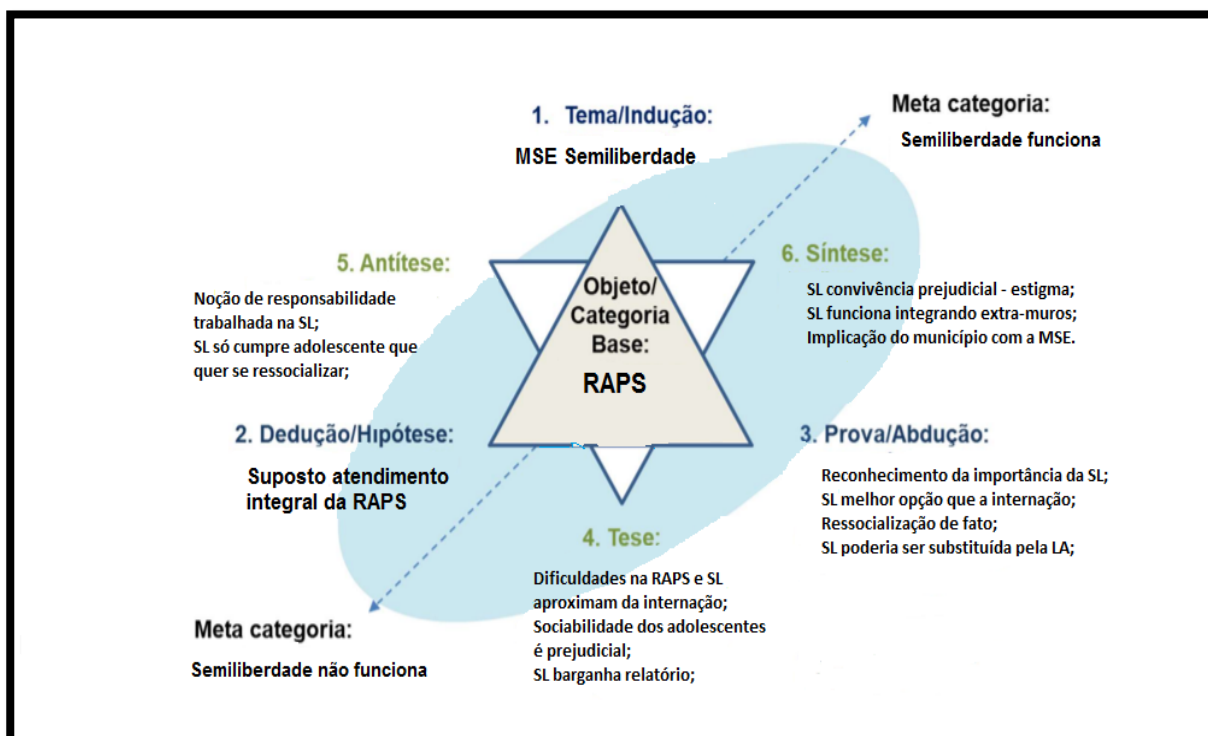 1. Tema/Indução:
MSE Semiliberdade
Meta categoria:
Semiliberdade funciona
5. Antítese:
Noção de responsabilidade
trabalhada na SL;
SL só cumpre adolescente que
quer se ressocializar;
Objeto/
Categoria
Base:
RAPS
6. Síntese:
SL convivência prejudicial - estigma;
SL funciona integrando extra-muros;
Implicação do município com a MSE.
2. Dedução/Hipótese:
Suposto atendimento
integral da RAPS
3. Prova/Abdução:
Reconhecimento da importância da SL;
SL melhor opção que a internação;
Ressocialização de fato;
SL poderia ser substituída pela LA;
4. Tese:
Dificuldades na RAPS e SL
aproximam da internação;
Sociabilidade dos adolescentes
é prejudicial;
SL barganha relatório;
Meta categoria:
Semiliberdade não funciona